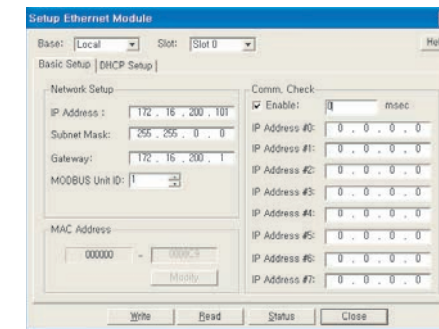 Setup Ethernet Module
Base: Local Slot: Slot 0
Basic Setup DHCP Setup
Network Setup
IP Address : 172 . 16 . 200 . 101
Subnet Mask: 255 . 255 . 0 . 0
Gateway: 172 . 16 . 200 . 1
MODBUS Unit ID: 1
MAC Address
000000 -
Modify
Comm, Check
Enable: 0 msec
IP Address #0: 0 . 0 . 0 . 0
IP Address #1: 0 . 0 . 0 . 0
IP Address #2: 0 . 0 . 0 . 0
IP Address #3: 0 . 0 . 0 . 0
IP Address #4: 0 . 0 . 0 . 0
IP Address #5: 0 . 0 . 0 . 0
IP Address #6: 0 . 0 . 0 . 0
IP Address #7: 0 . 0 . 0 . 0
Write Read Status Close